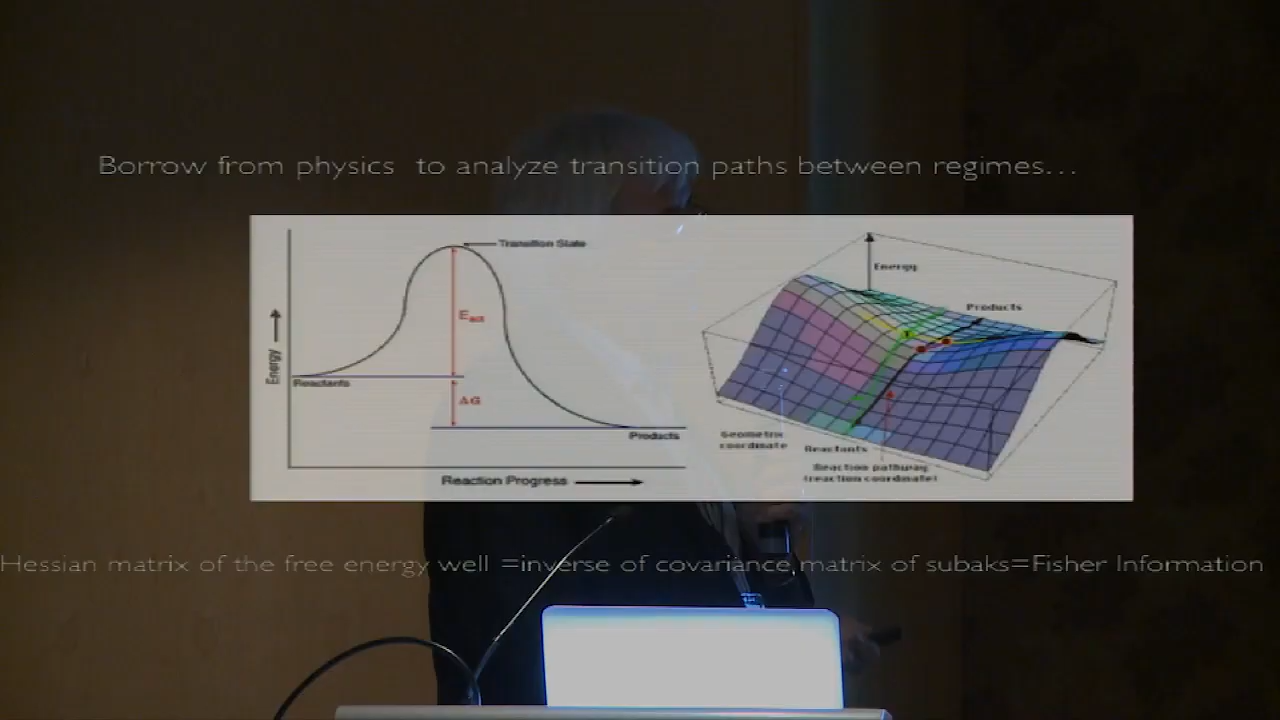 Borrow from physics to analyze transition paths between regimes...
Transition State
Energy
E
Reactants
ΔG
Products
Reaction Progress
Energy
Products
Geometric
coordinate
Reactants
Reaction pathway
(reaction coordinate)
Hessian matrix of the free energy well =inverse of covariance matrix of subaks=Fisher Information